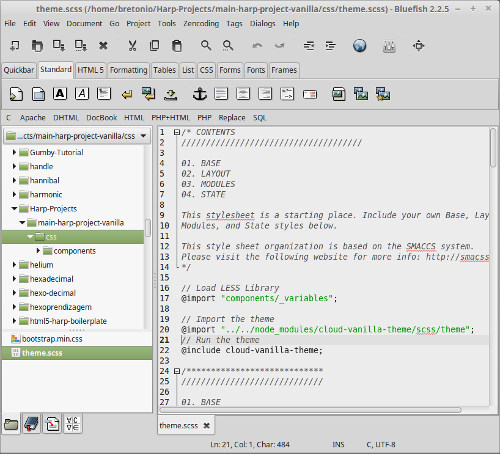 theme.scss (/home/bretonio/Harp-Projects/main-harp-project-vanilla/css/theme.scss) - Bluefish 2.2.5
File Edit View Document Go Project Tools Zencoding Tags Dialogs Help
Quickbar Standard HTML 5 Formatting Tables List CSS Forms Fonts Frames
C Apache DHTML DocBook HTML PHP+HTML PHP Replace SQL
...cts/main-harp-project-vanilla/css
Gumby-Tutorial
handle
hannibal
harmonic
Harp-Projects
main-harp-project-vanilla
css
components
helium
hexadecimal
hexo-decimal
hexoprendizagem
html5-harp-boilerplate
bootstrap.min.css
theme.scss
1 /* CONTENTS
2 /////////////////////////////////////
3
4 01. BASE
5 02. LAYOUT
6 03. MODULES
7 04. STATE
8
9 This stylesheet is a starting place. Include your own Base, Lay
10 Modules, and State styles below.
11
12 This style sheet organization is based on the SMACCS system.
13 Please visit the following website for more info: http://smacss
14 */
15
16 // Load LESS Library
17 @import "components/_variables";
18
19 // Import the theme
20 @import "../../node_modules/cloud-vanilla-theme/scss/theme";
21 // Run the theme
22 @include cloud-vanilla-theme;
23
24 /****************************
25 /////////////////////////////
26
27 01. BASE
theme.scss
Ln: 21, Col: 1, Char: 484 INS C, UTF-8